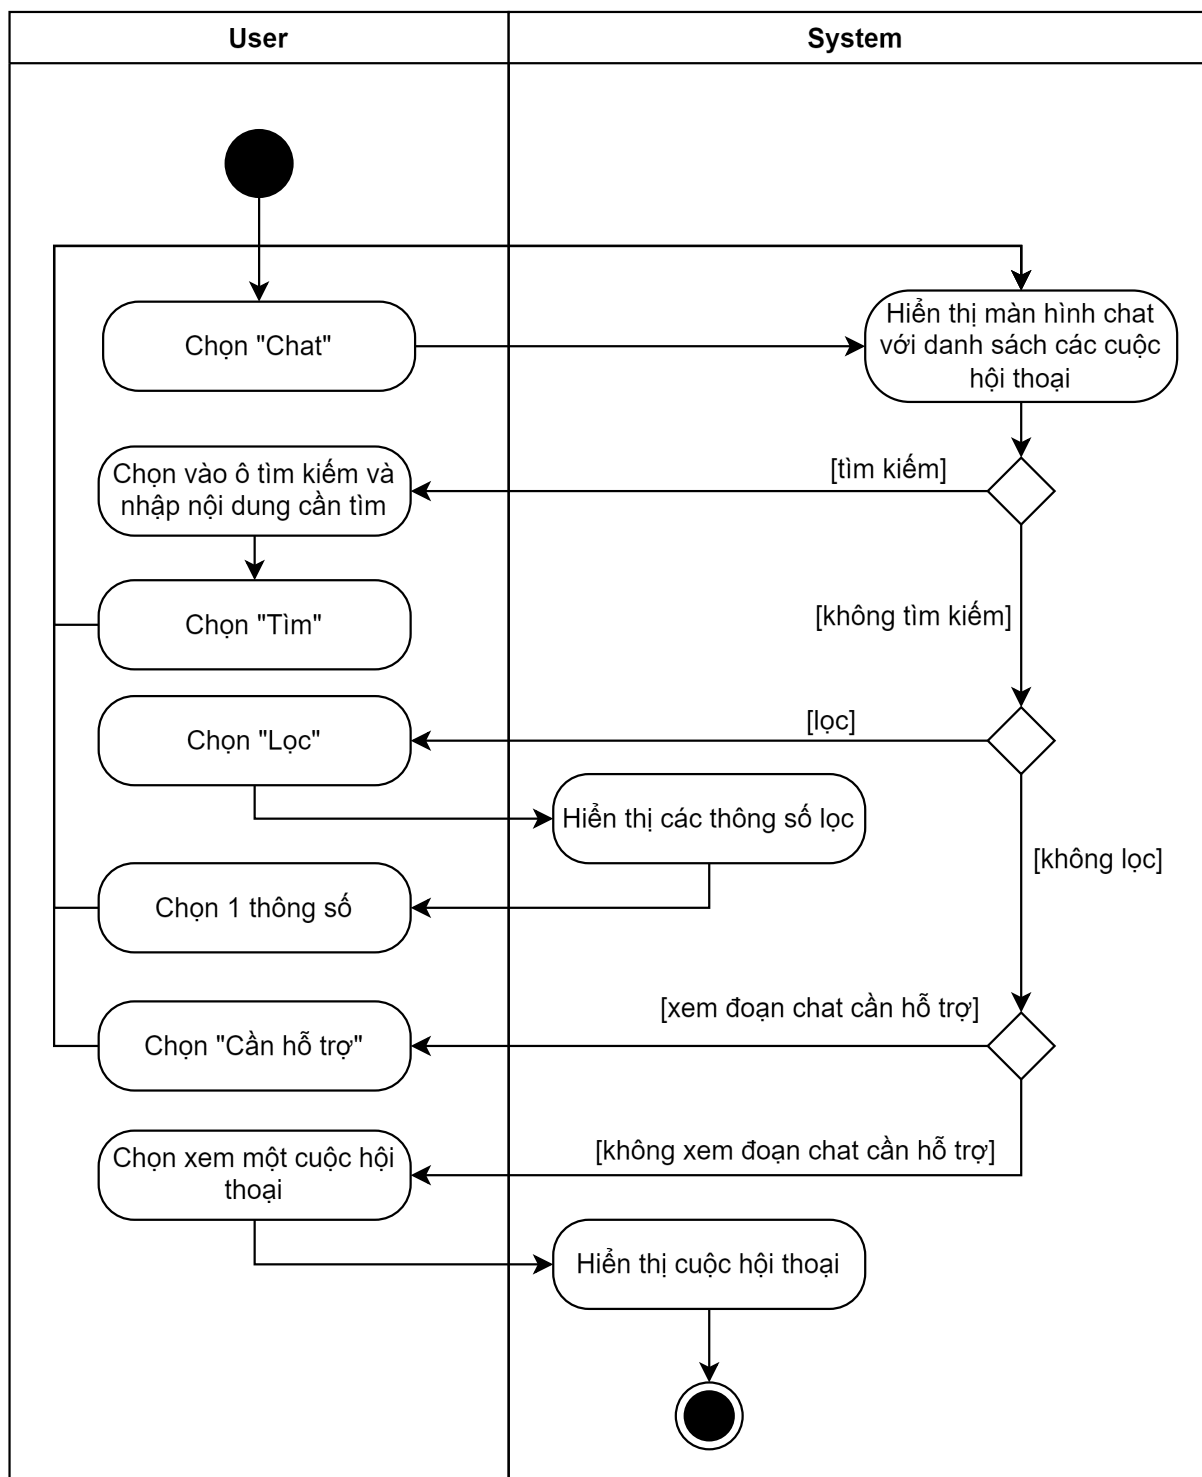 User
System
Chọn "Chat"
Hiển thị màn hình chat
với danh sách các cuộc
hội thoại
[tìm kiếm]
Chọn vào ô tìm kiếm và
nhập nội dung cần tìm
Chọn "Tìm"
[không tìm kiếm]
[lọc]
Chọn "Lọc"
Hiển thị các thông số lọc
[không lọc]
Chọn 1 thông số
[xem đoạn chat cần hỗ trợ]
Chọn "Cần hỗ trợ"
[không xem đoạn chat cần hỗ trợ]
Chọn xem một cuộc hội
thoại
Hiển thị cuộc hội thoại